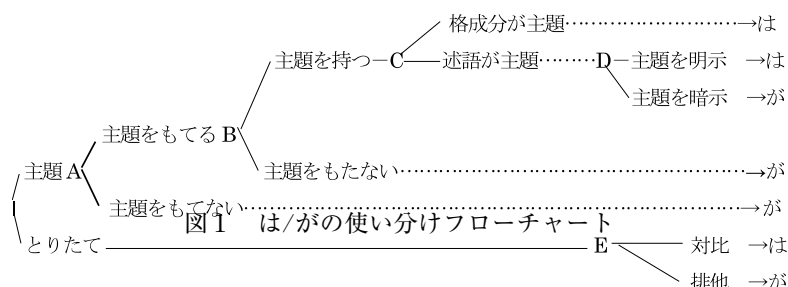 格成分が主題………………………→は
主題を持つ－C 述語が主題………D－主題を明示 →は
主題を暗示 →が
主題をもてる B
主題 A 主題をもたない………………………………………………→が
主題をもてない……………………………………………………………………→が
図1 は/がの使い分けフローチャート
とりたて E 対比 →は
排他 →が